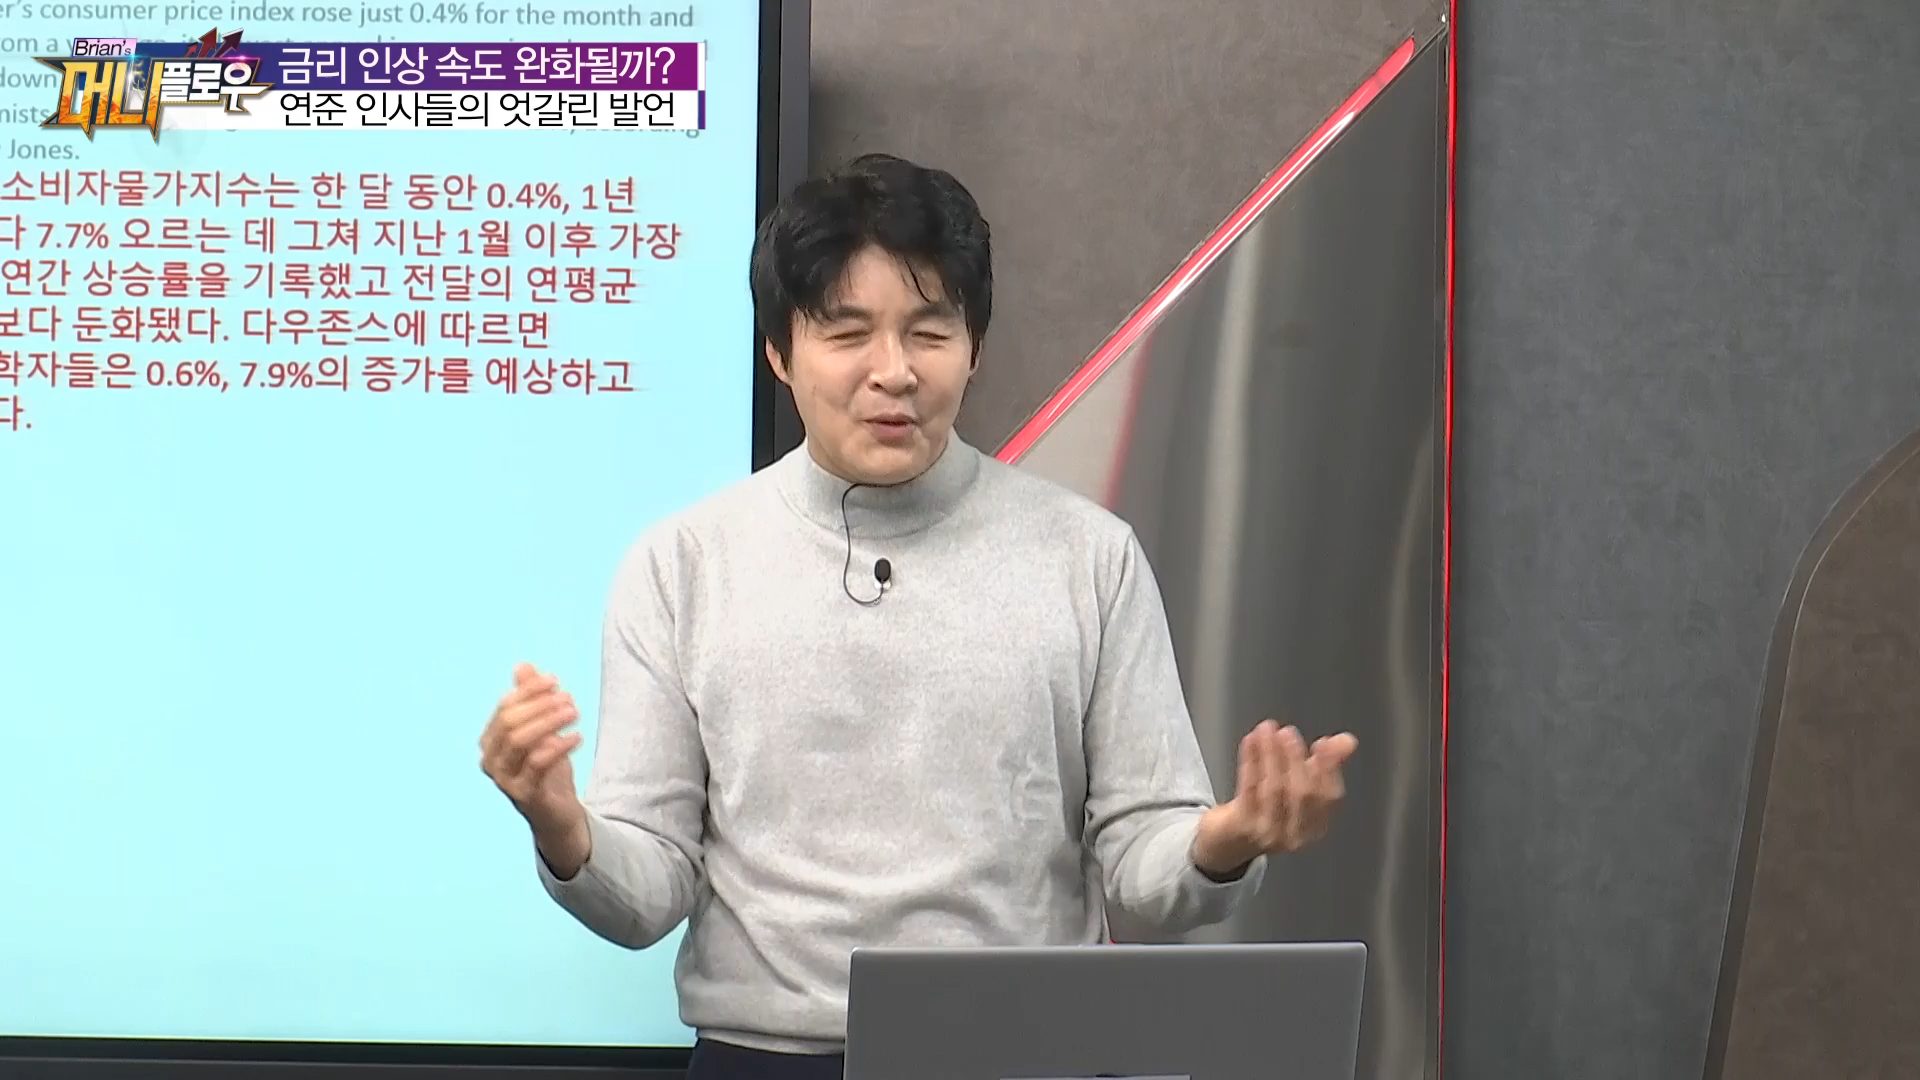 er's consumer price index rose just 0.4% for the month and
om a
Brian's
머니플로우
금리 인상 속도 완화될까?
연준 인사들의 엇갈린 발언
down
nists
Jones.
소비자물가지수는 한 달 동안 0.4%, 1년
다 7.7% 오르는 데 그쳐 지난 1월 이후 가장
연간 상승률을 기록했고 전달의 연평균
보다 둔화됐다. 다우존스에 따르면
학자들은 0.6%, 7.9%의 증가를 예상하고
다.